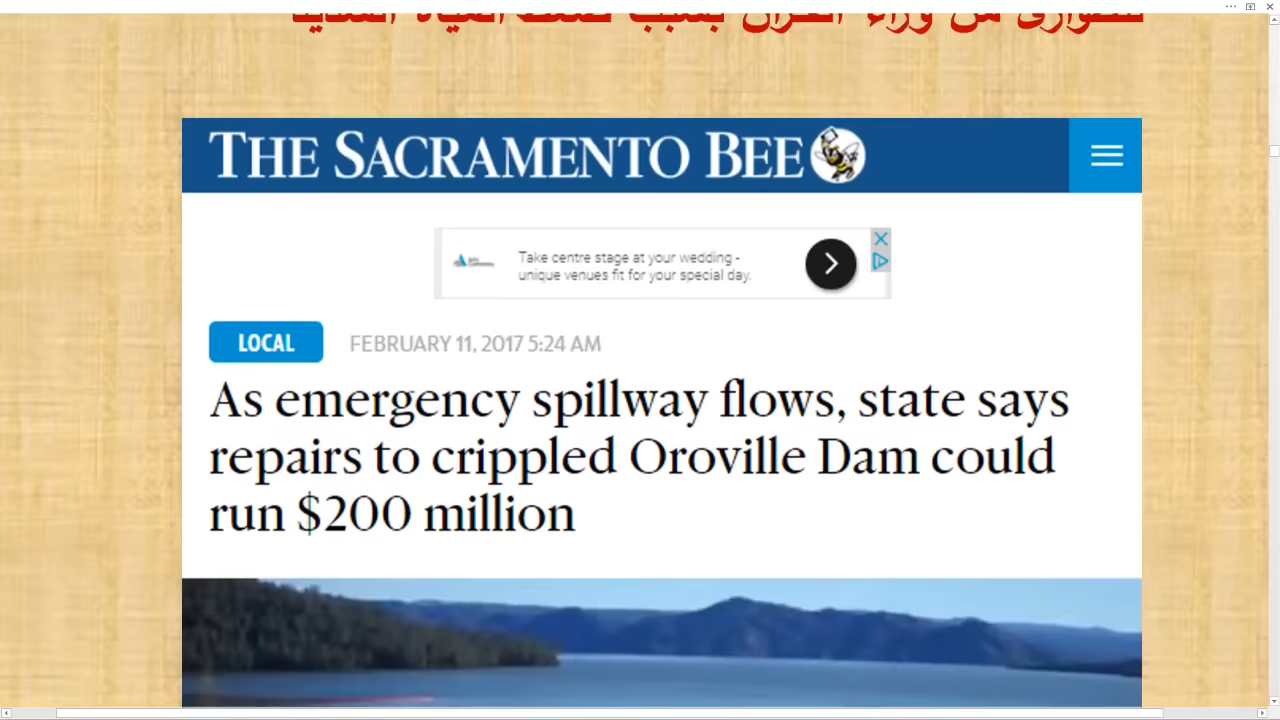 THE SACRAMENTO BEE
Take centre stage at your wedding -
unique venues fit for your special day.
LOCAL
FEBRUARY 11, 2017 5:24 AM
As emergency spillway flows, state says
repairs to crippled Oroville Dam could
run $200 million